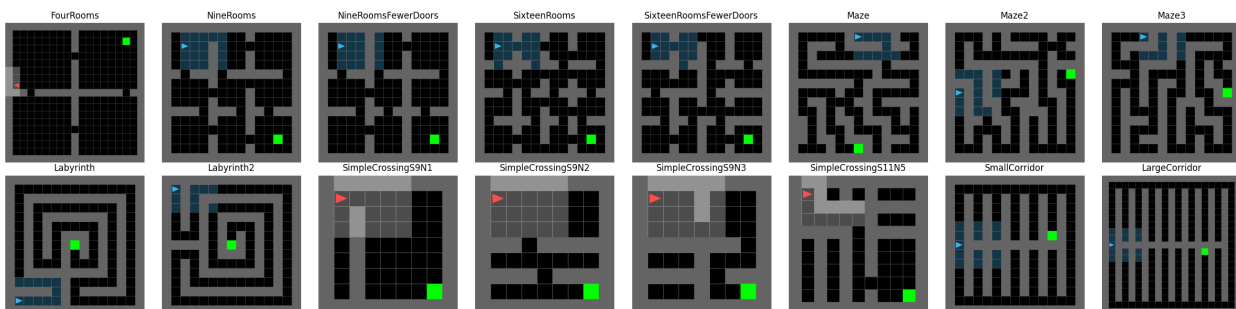 FourRooms
NineRooms
NineRoomsFewerDoors
SixteenRooms
SixteenRoomsFewerDoors
Maze
Maze2
Maze3
Labyrinth
Labyrinth2
SimpleCrossingS9N1
SimpleCrossingS9N2
SimpleCrossingS9N3
SimpleCrossingS11N5
SmallCorridor
LargeCorridor